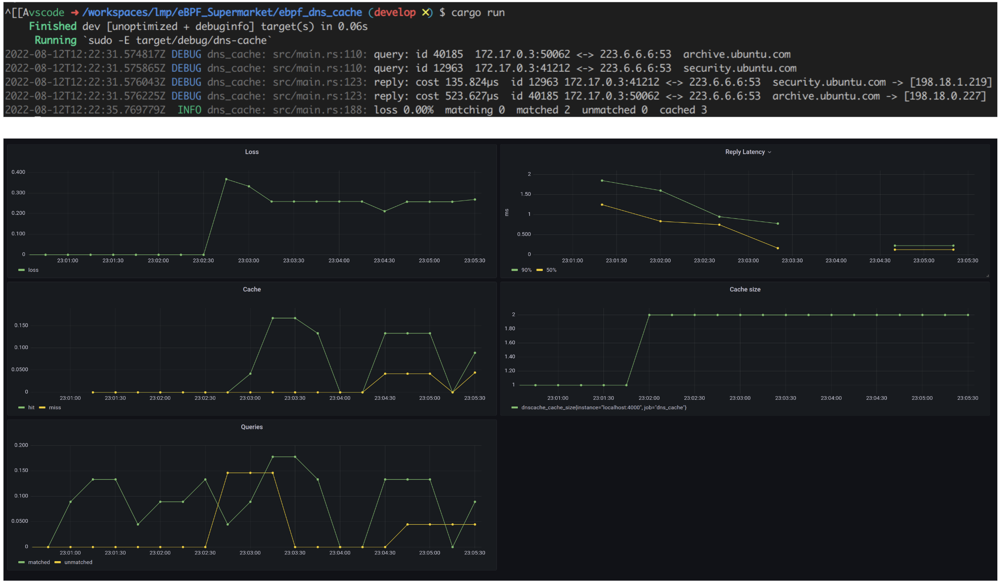 ^[[Avscode ➜ /workspaces/lmp/eBPF_Supermarket/ebpf_dns_cache (develop ✗) $ cargo run
Finished dev [unoptimized + debuginfo] target(s) in 0.06s
Running `sudo -E target/debug/dns-cache`
2022-08-12T12:22:31.574817Z DEBUG dns_cache: src/main.rs:110: query: id 40185  172.17.0.3:50062 <-> 223.6.6.6:53  archive.ubuntu.com
2022-08-12T12:22:31.575865Z DEBUG dns_cache: src/main.rs:110: query: id 12963  172.17.0.3:41212 <-> 223.6.6.6:53  security.ubuntu.com
2022-08-12T12:22:31.576043Z DEBUG dns_cache: src/main.rs:123: reply: cost 135.824µs  id 12963 172.17.0.3:41212 <-> 223.6.6.6:53  security.ubuntu.com -> [198.18.1.219]
2022-08-12T12:22:31.576225Z DEBUG dns_cache: src/main.rs:123: reply: cost 523.627µs  id 40185 172.17.0.3:50062 <-> 223.6.6.6:53  archive.ubuntu.com -> [198.18.0.227]
2022-08-12T12:22:35.769779Z  INFO dns_cache: src/main.rs:188: loss 0.00%  matching 0  matched 2  unmatched 0  cached 3
Loss
0.400
0.300
0.200
0.100
0
23:01:00 23:01:30 23:02:00 23:02:30 23:03:00 23:03:30 23:04:00 23:04:30 23:05:00 23:05:30
loss
Reply Latency
ms
2
1.50
1
0.500
0
23:01:00 23:01:30 23:02:00 23:02:30 23:03:00 23:03:30 23:04:00 23:04:30 23:05:00 23:05:30
90% 50%
Cache
0.150
0.100
0.0500
0
23:01:00 23:01:30 23:02:00 23:02:30 23:03:00 23:03:30 23:04:00 23:04:30 23:05:00 23:05:30
hit miss
Cache size
2
1.80
1.60
1.40
1.20
1
23:01:00 23:01:30 23:02:00 23:02:30 23:03:00 23:03:30 23:04:00 23:04:30 23:05:00 23:05:30
dnscache_cache_size{instance="localhost:4000", job="dns_cache"}
Queries
0.200
0.150
0.100
0.0500
0
23:01:00 23:01:30 23:02:00 23:02:30 23:03:00 23:03:30 23:04:00 23:04:30 23:05:00 23:05:30
matched unmatched